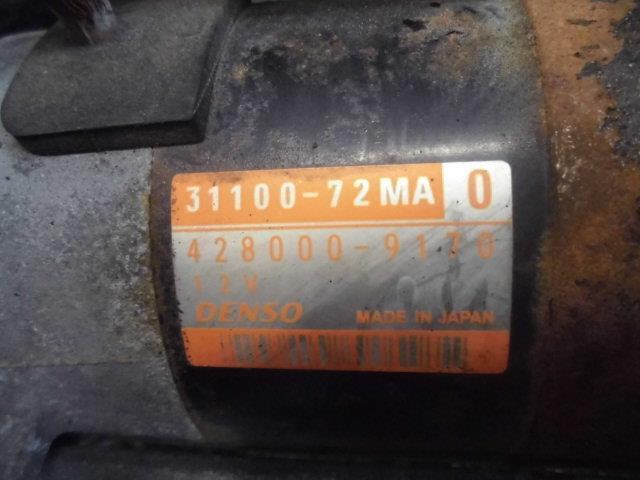 31100-72MA 0
428000-9170
12V
DENSO MADE IN JAPAN